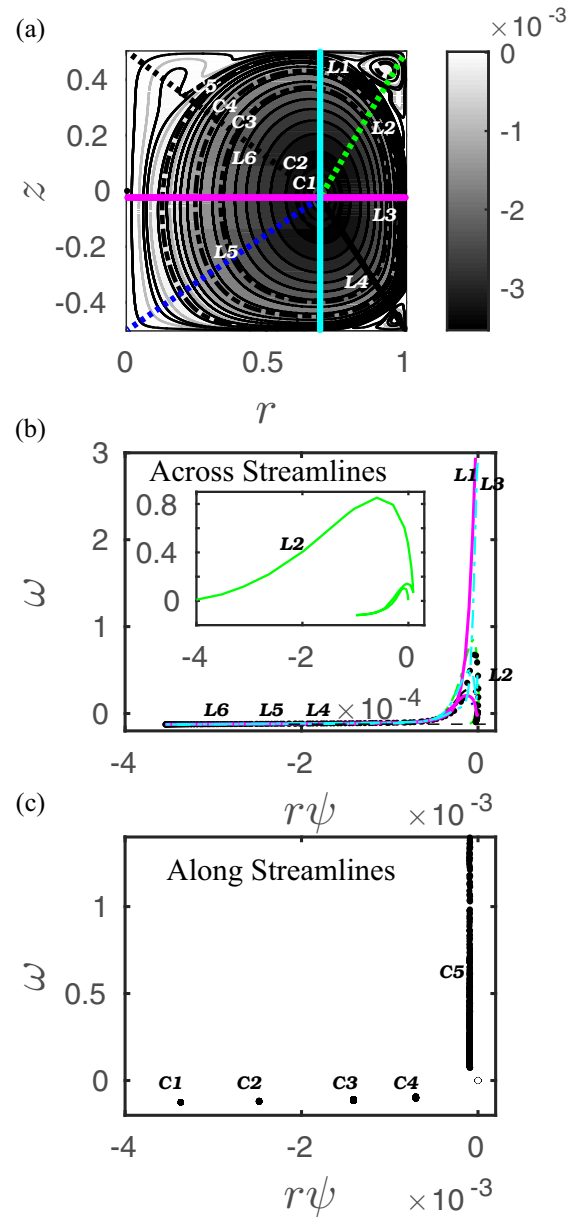 (a)
× 10⁻³
0.4
0.2
0
-0.2
-0.4
z
0
0.5
1
r
C5
C4
C3
L6
C2
C1
L1
L2
L3
L4
L5
0
-1
-2
-3
(b)
3
2
1
0
ω
Across Streamlines
0.8
0.4
0
L2
-4
-2
0
× 10⁻⁴
L1
L3
L2
L6
L5
L4
-4
-2
0
rψ
× 10⁻³
(c)
Along Streamlines
1
0.5
0
ω
C5
C1
C2
C3
C4
-4
-2
0
rψ
× 10⁻³